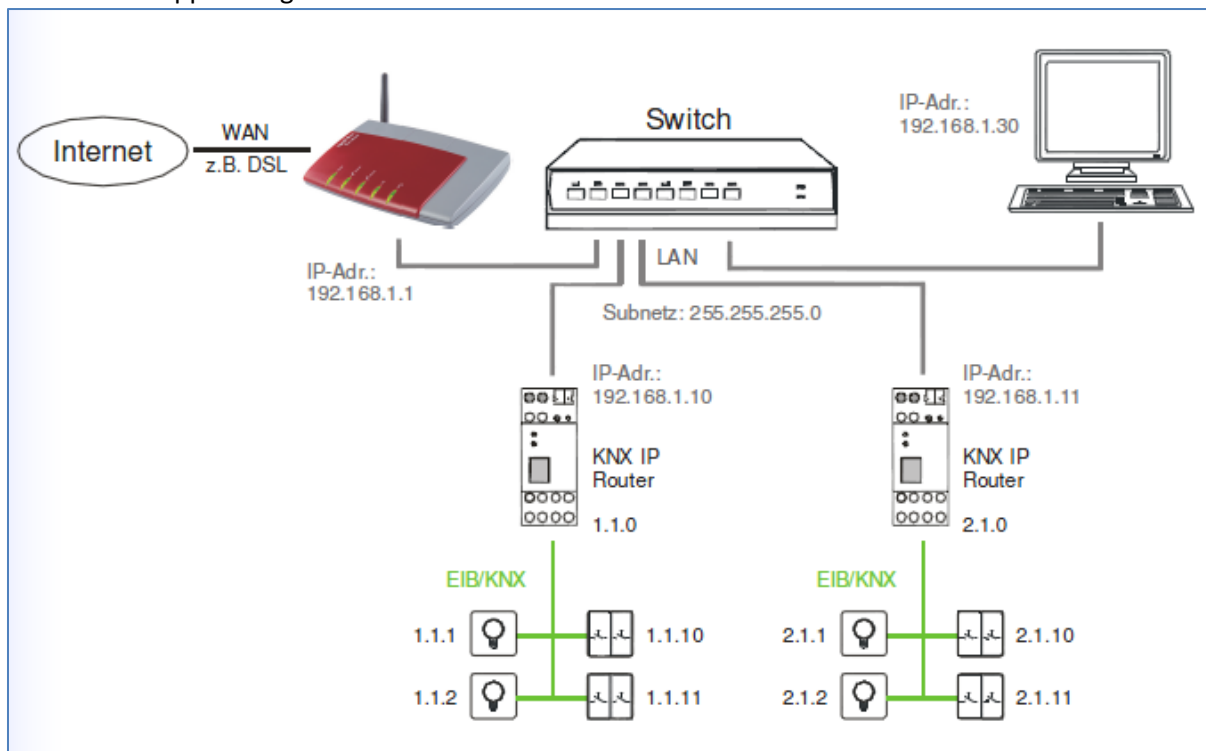 Internet
WAN
z.B. DSL
Switch
IP-Adr.:
192.168.1.30
IP-Adr.:
192.168.1.1
LAN
Subnetz: 255.255.255.0
IP-Adr.:
192.168.1.10
KNX IP
Router
1.1.0
IP-Adr.:
192.168.1.11
KNX IP
Router
2.1.0
EIB/KNX
EIB/KNX
1.1.1
1.1.10
2.1.1
2.1.10
1.1.2
1.1.11
2.1.2
2.1.11